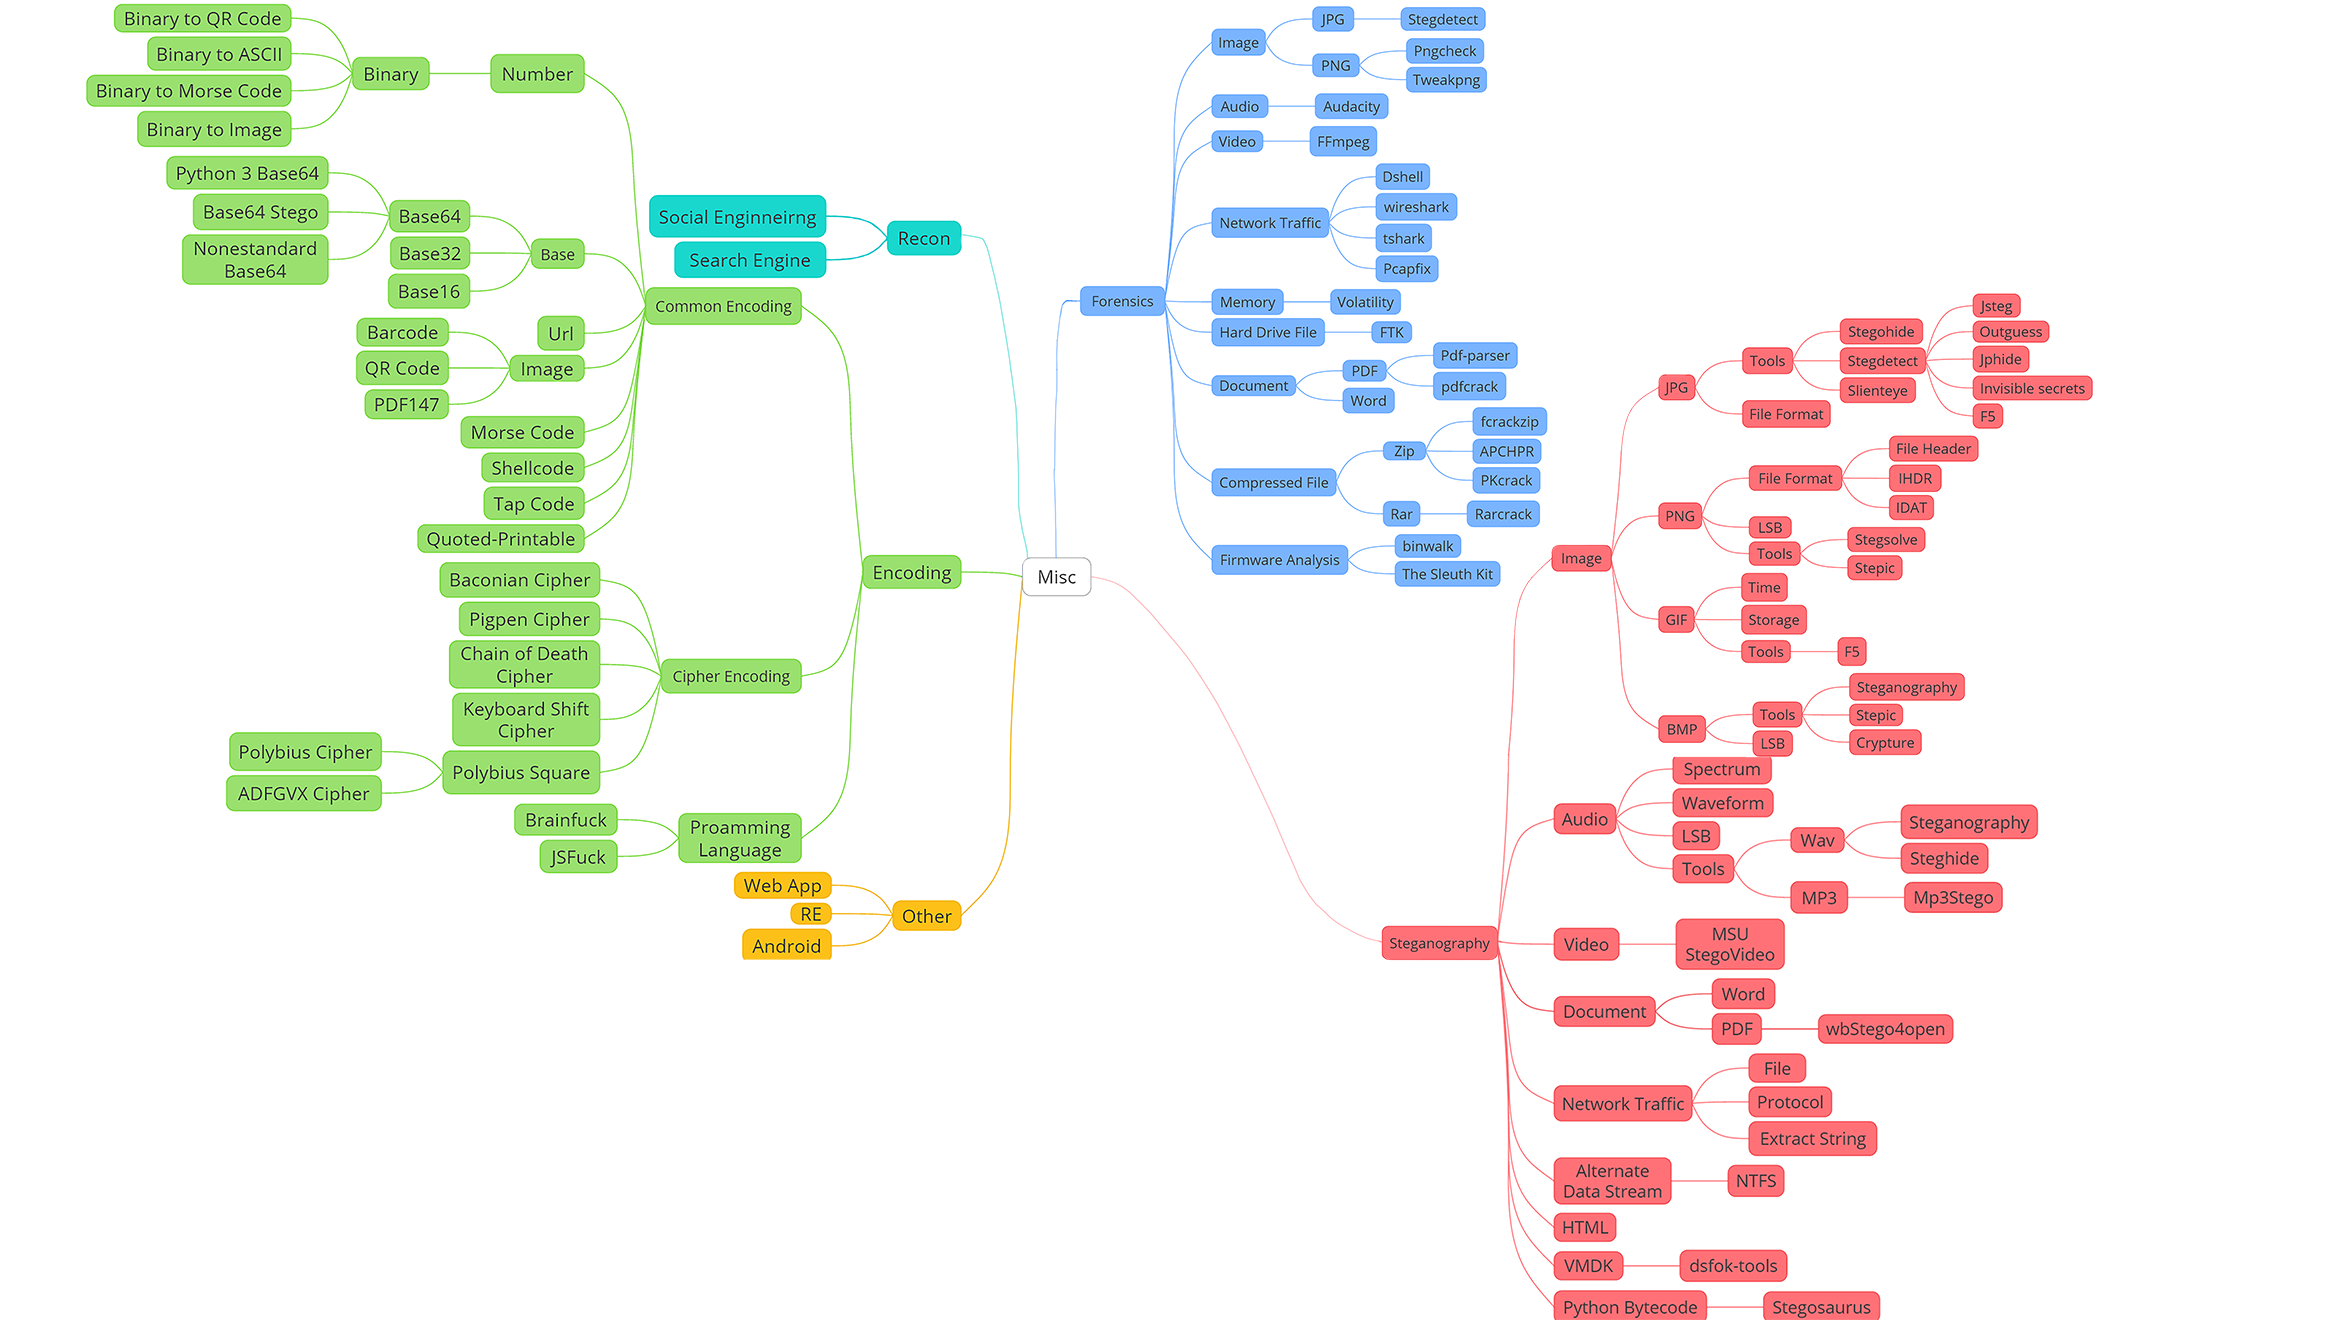 Binary to QR Code
Binary to ASCII
Binary to Morse Code
Binary to Image
Binary
Number
Python 3 Base64
Base64 Stego
Nonestandard
Base64
Base64
Base32
Base16
Base
Url
Barcode
QR Code
PDF147
Image
Morse Code
Shellcode
Tap Code
Quoted-Printable
Common Encoding
Baconian Cipher
Pigpen Cipher
Chain of Death
Cipher
Keyboard Shift
Cipher
Polybius Cipher
ADFGVX Cipher
Polybius Square
Cipher Encoding
Brainfuck
JSFuck
Proamming
Language
Encoding
Social Enginneirng
Search Engine
Recon
Web App
RE
Android
Other
Misc
Forensics
Image
JPG
Stegdetect
PNG
Pngcheck
Tweakpng
Audio
Audacity
Video
FFmpeg
Network Traffic
Dshell
wireshark
tshark
Pcapfix
Memory
Volatility
Hard Drive File
FTK
Document
PDF
Pdf-parser
pdfcrack
Word
Compressed File
Zip
fcrackzip
APCHPR
PKcrack
Rar
Rarcrack
Firmware Analysis
binwalk
The Sleuth Kit
Steganography
Image
JPG
Tools
Stegohide
Stegdetect
Jsteg
Outguess
Jphide
Invisible secrets
F5
Slienteye
File Format
PNG
File Format
File Header
IHDR
IDAT
LSB
Tools
Stegsolve
Stepic
GIF
Time
Storage
Tools
F5
BMP
Tools
Steganography
Stepic
Crypture
LSB
Audio
Spectrum
Waveform
LSB
Tools
Wav
Steganography
Steghide
MP3
Mp3Stego
Video
MSU
StegoVideo
Document
Word
PDF
wbStego4open
Network Traffic
File
Protocol
Extract String
Alternate
Data Stream
NTFS
HTML
VMDK
dsfok-tools
Python Bytecode
Stegosaurus